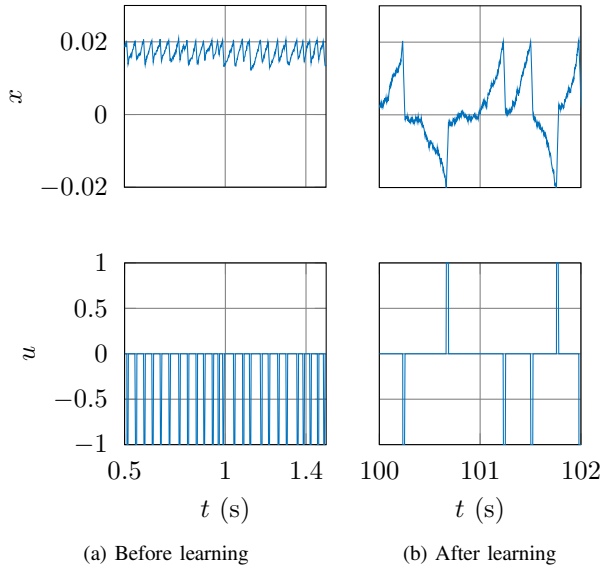 0.02
0
−0.02
x
1
0.5
0
−0.5
−1
u
0.5 1 1.4
100 101 102
t (s)
t (s)
(a) Before learning
(b) After learning